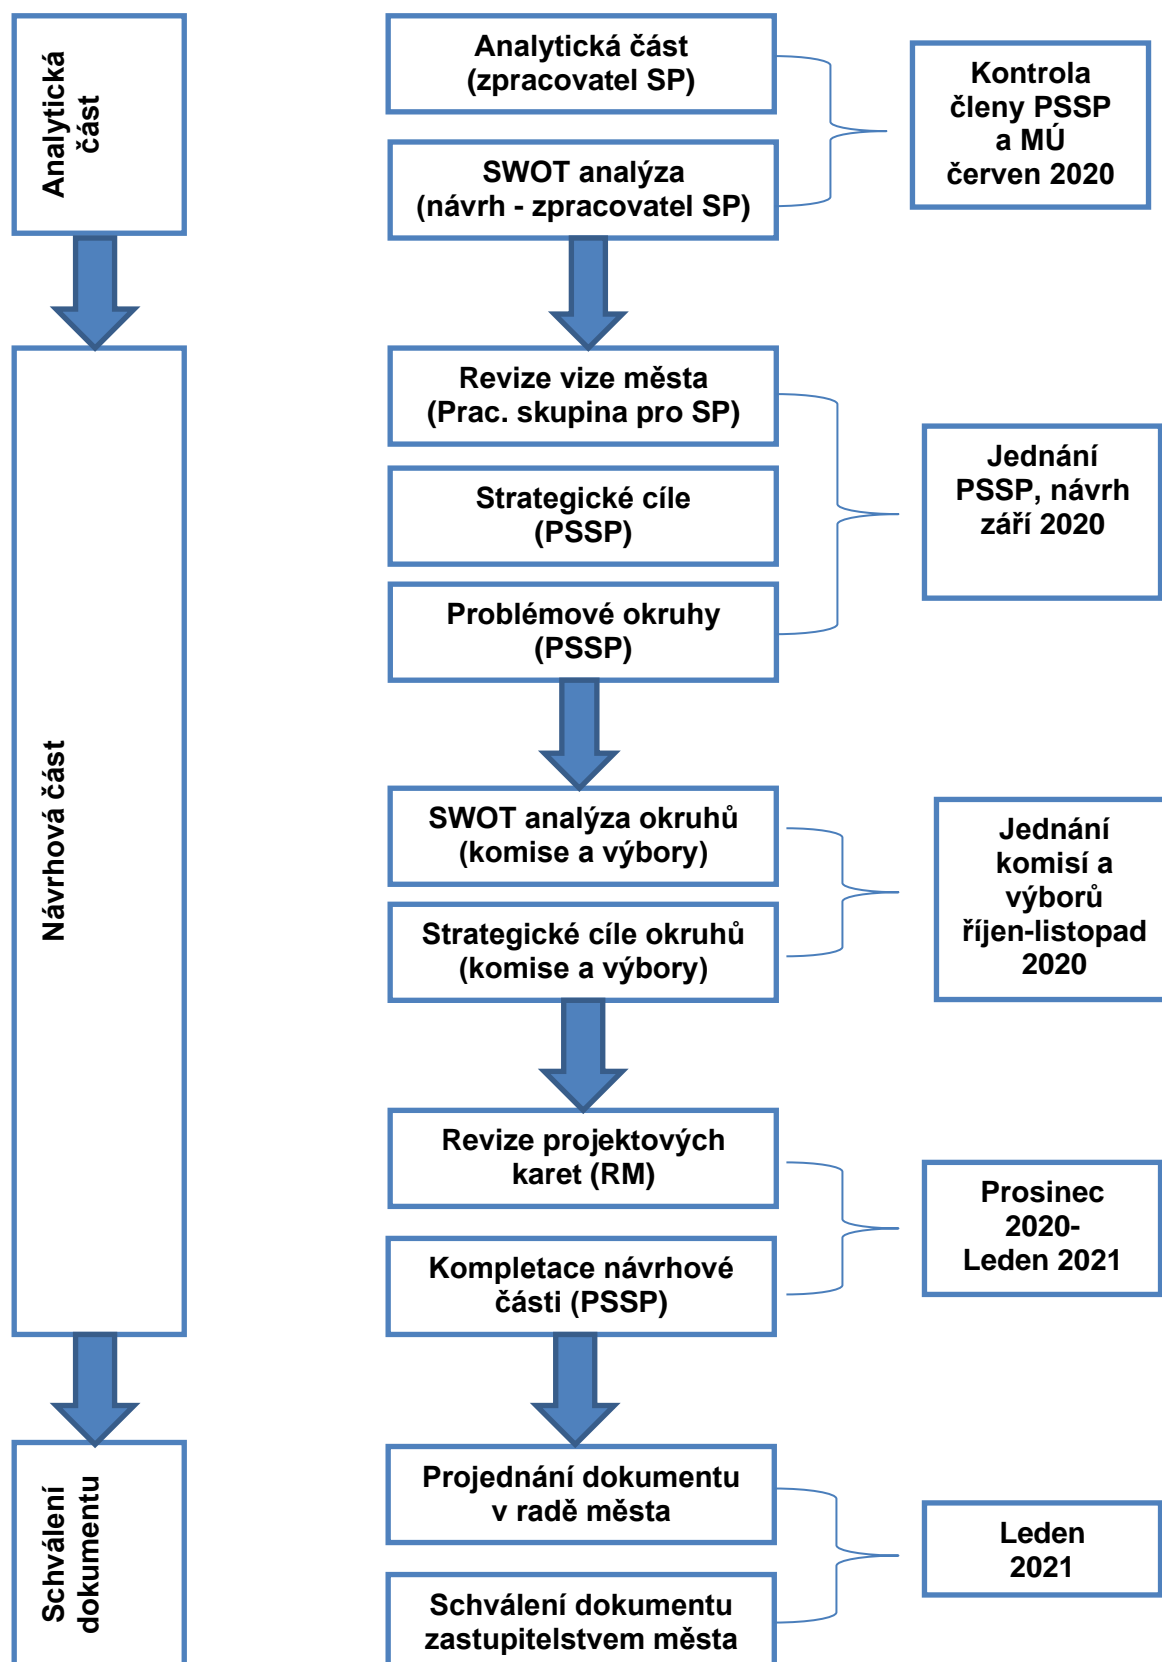 Analytická
část
Analytická část
(zpracovatel SP)
SWOT analýza
(návrh - zpracovatel SP)
Kontrola
členy PSSP
a MÚ
červen 2020
Návrhová část
Revize vize města
(Prac. skupina pro SP)
Strategické cíle
(PSSP)
Problémové okruhy
(PSSP)
Jednání
PSSP, návrh
září 2020
SWOT analýza okruhů
(komise a výbory)
Strategické cíle okruhů
(komise a výbory)
Jednání
komisí a
výborů
říjen-listopad
2020
Revize projektových
karet (RM)
Kompletace návrhové
části (PSSP)
Prosinec
2020-
Leden 2021
Schválení
dokumentu
Projednání dokumentu
v radě města
Schválení dokumentu
zastupitelstvem města
Leden
2021